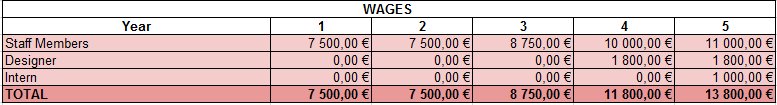 WAGES
Year 1 2 3 4 5
Staff Members 7 500,00 € 7 500,00 € 8 750,00 € 10 000,00 € 11 000,00 €
Designer 0,00 € 0,00 € 0,00 € 1 800,00 € 1 800,00 €
Intern 0,00 € 0,00 € 0,00 € 0,00 € 1 000,00 €
TOTAL 7 500,00 € 7 500,00 € 8 750,00 € 11 800,00 € 13 800,00 €